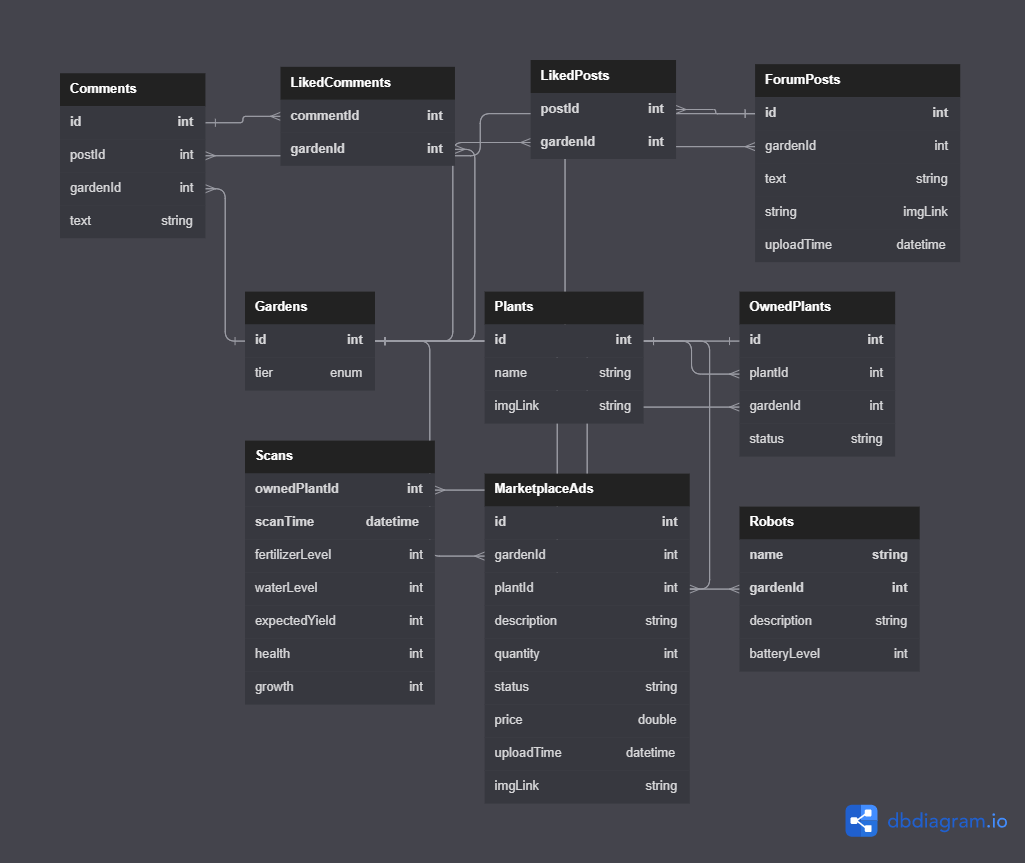 Comments
id int
postId int
gardenId int
text string
LikedComments
commentId int
gardenId int
LikedPosts
postId int
gardenId int
ForumPosts
id int
gardenId int
text string
string imgLink
uploadTime datetime
Gardens
id int
tier enum
Plants
id int
name string
imgLink string
OwnedPlants
id int
plantId int
gardenId int
status string
Scans
ownedPlantId int
scanTime datetime
fertilizerLevel int
waterLevel int
expectedYield int
health int
growth int
MarketplaceAds
id int
gardenId int
plantId int
description string
quantity int
status string
price double
uploadTime datetime
imgLink string
Robots
name string
gardenId int
description string
batteryLevel int
dbdiagram.io